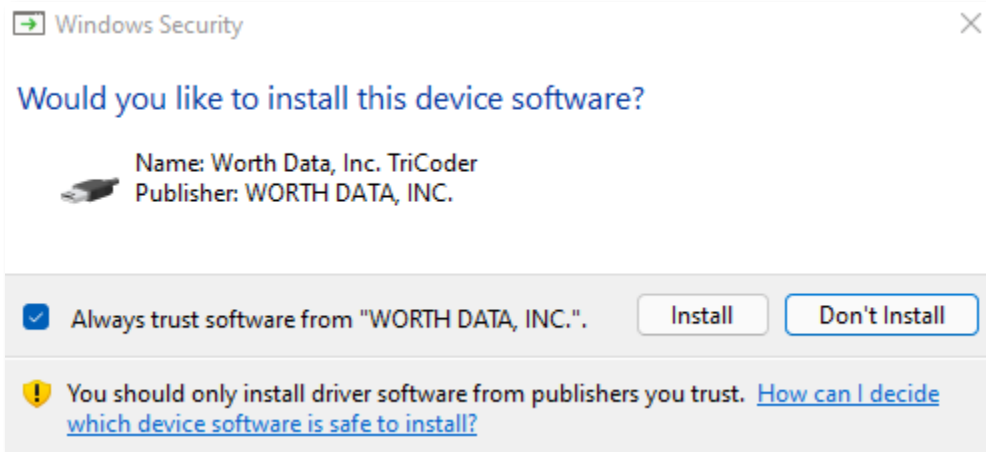 Windows Security
Would you like to install this device software?
Name: Worth Data, Inc. TriCoder
Publisher: WORTH DATA, INC.
Always trust software from "WORTH DATA, INC.".
Install
Don't Install
You should only install driver software from publishers you trust. How can I decide
which device software is safe to install?